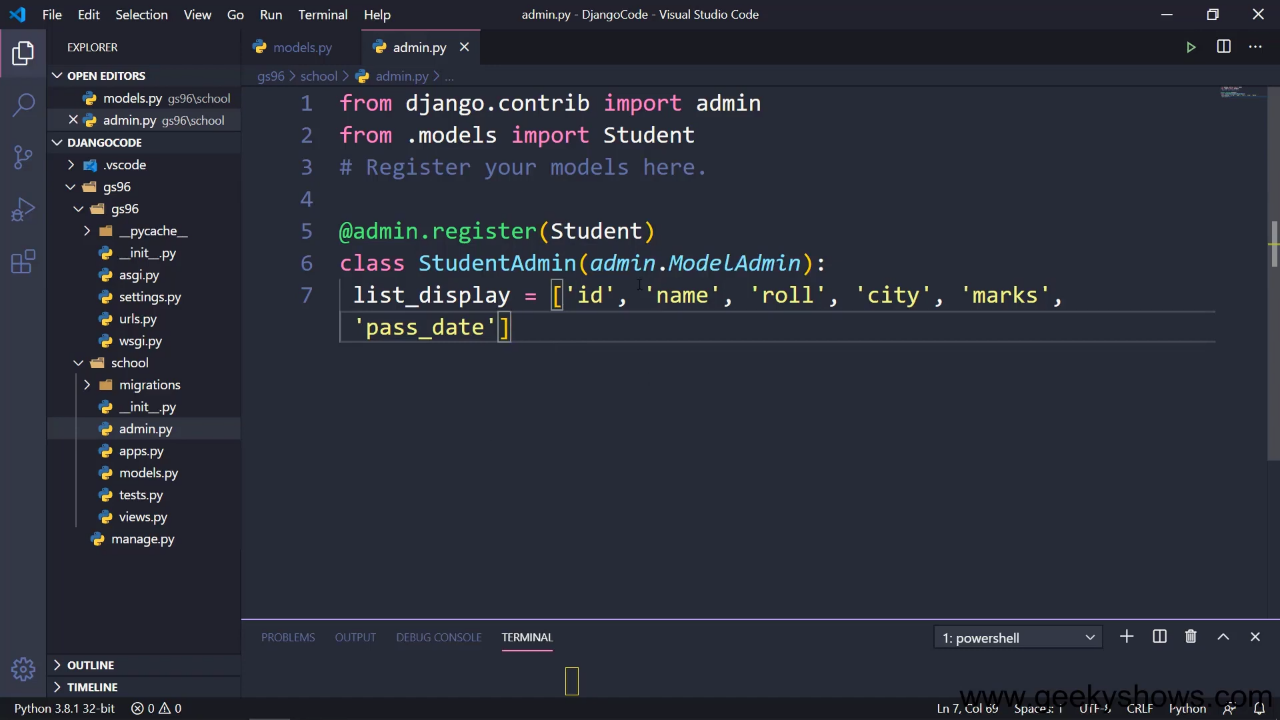 File Edit Selection View Go Run Terminal Help
admin.py - DjangoCode - Visual Studio Code
EXPLORER
OPEN EDITORS
models.py gs96\school
admin.py gs96\school
DJANGOCODE
.vscode
gs96
gs96
__pycache__
__init__.py
asgi.py
settings.py
urls.py
wsgi.py
school
migrations
__init__.py
admin.py
apps.py
models.py
tests.py
views.py
manage.py
OUTLINE
TIMELINE
models.py admin.py
gs96 > school > admin.py > ...
1 from django.contrib import admin
2 from .models import Student
3 # Register your models here.
4
5 @admin.register(Student)
6 class StudentAdmin(admin.ModelAdmin):
7 list_display = ['id', 'name', 'roll', 'city', 'marks',
'pass_date']
PROBLEMS OUTPUT DEBUG CONSOLE TERMINAL
1: powershell
www.geekyshows.com
Python 3.8.1 32-bit 0 0 Ln 7, Col 69 Spaces: 1 UTF-8 CRLF Python